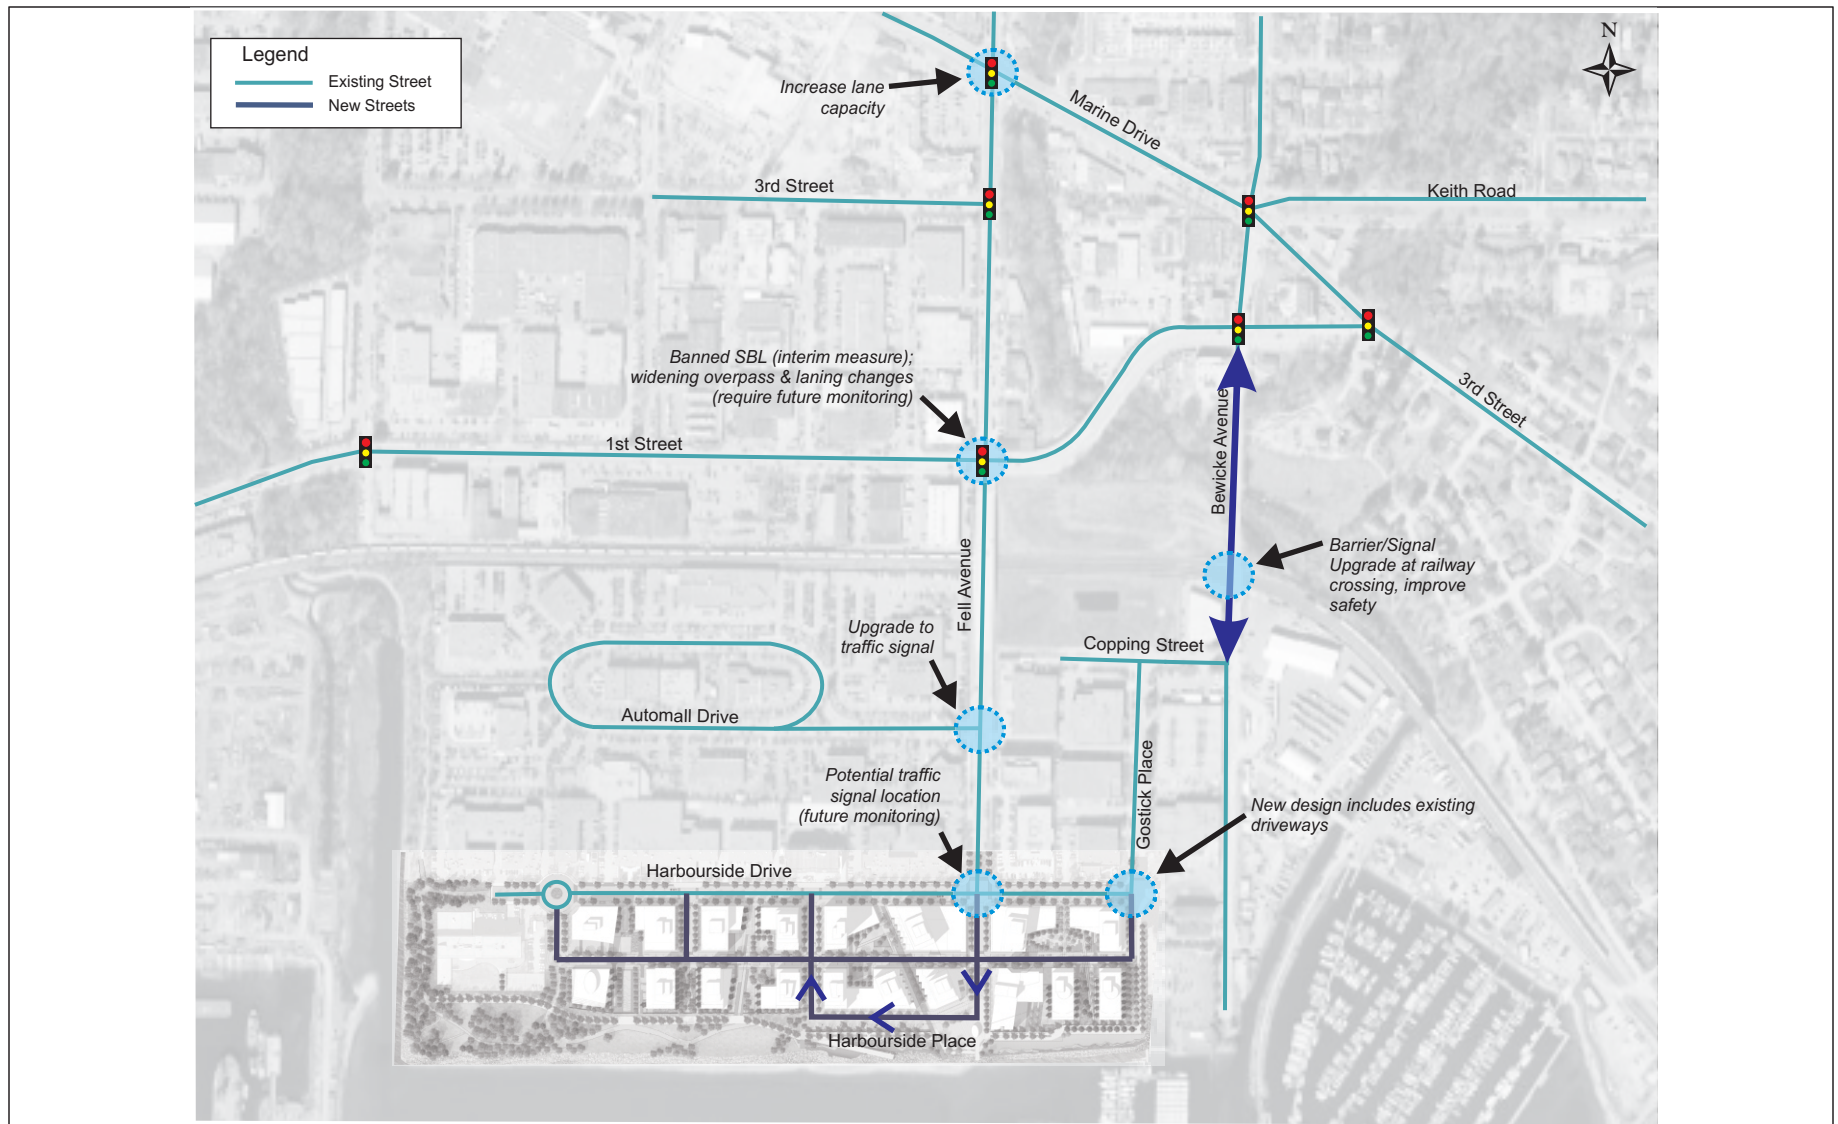 Legend
Existing Street
New Streets
N
Increase lane
capacity
Marine Drive
3rd Street
Keith Road
Banned SBL (interim measure);
widening overpass & laning changes
(require future monitoring)
3rd Street
1st Street
Bewicke Avenue
Fell Avenue
Barrier/Signal
Upgrade at railway
crossing, improve
safety
Upgrade to
traffic signal
Copping Street
Automall Drive
Gostick Place
Potential traffic
signal location
(future monitoring)
New design includes existing
driveways
Harbourside Drive
Harbourside Place